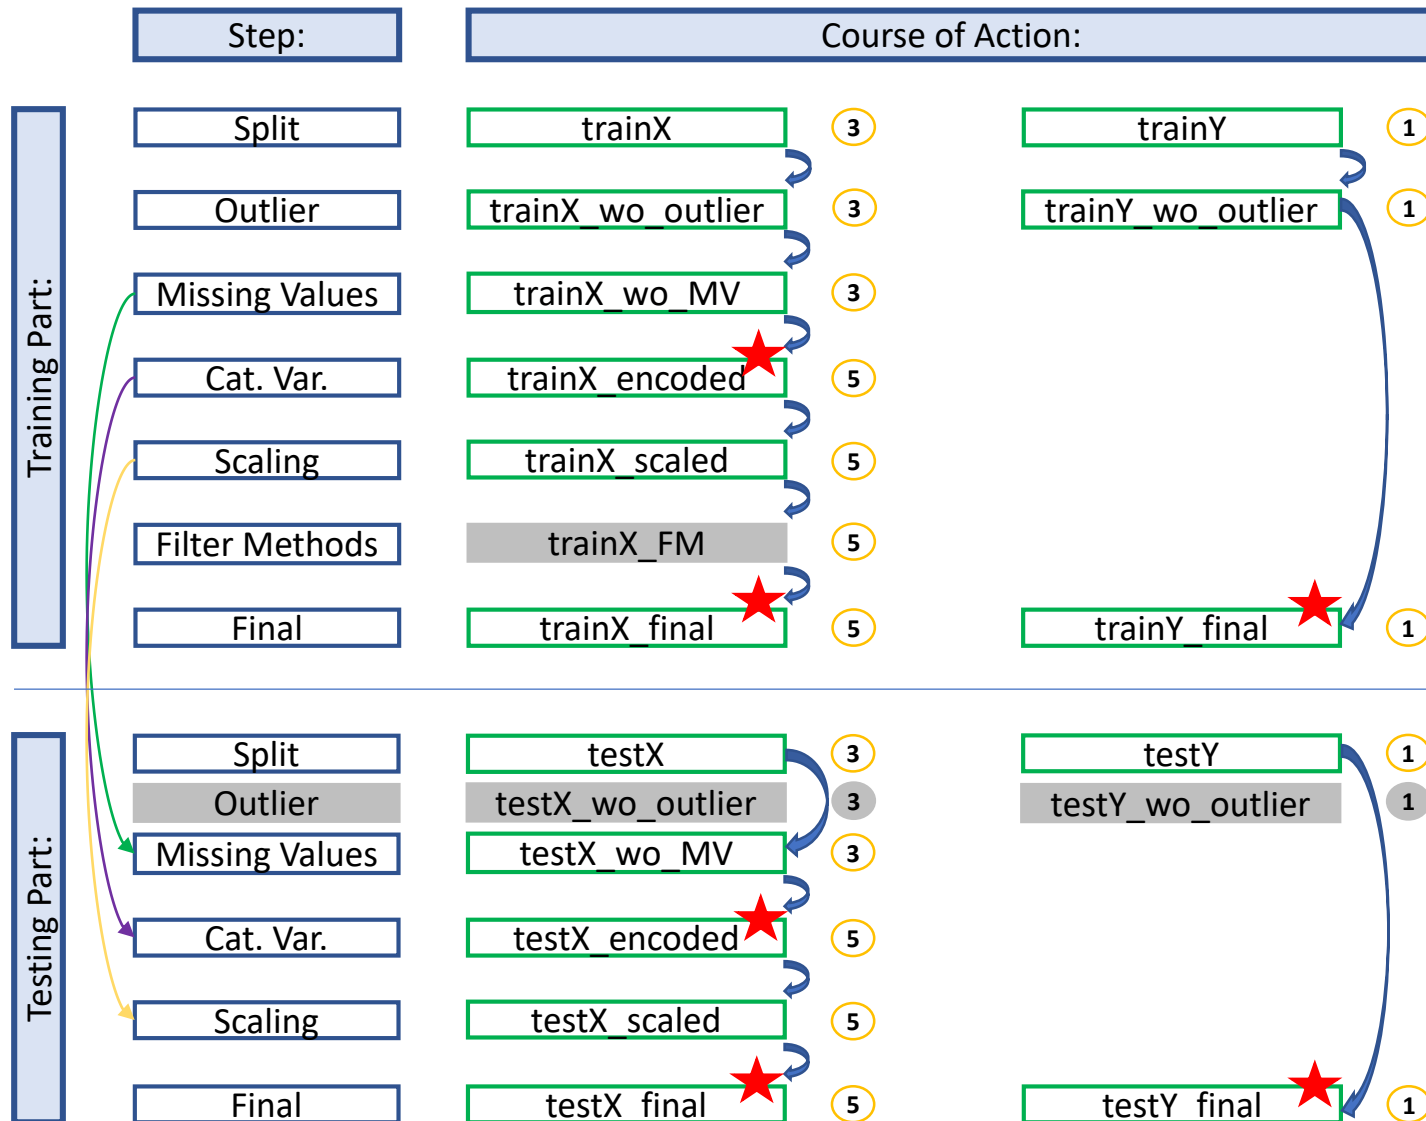 Step:
Course of Action:
Training Part:
Split
trainX
3
trainY
1
Outlier
trainX_wo_outlier
3
trainY_wo_outlier
1
Missing Values
trainX_wo_MV
3
Cat. Var.
trainX_encoded
5
Scaling
trainX_scaled
5
Filter Methods
trainX_FM
5
Final
trainX_final
5
trainY_final
1
Testing Part:
Split
testX
3
testY
1
Outlier
testX_wo_outlier
3
testY_wo_outlier
1
Missing Values
testX_wo_MV
3
Cat. Var.
testX_encoded
5
Scaling
testX_scaled
5
Final
testX_final
5
testY_final
1